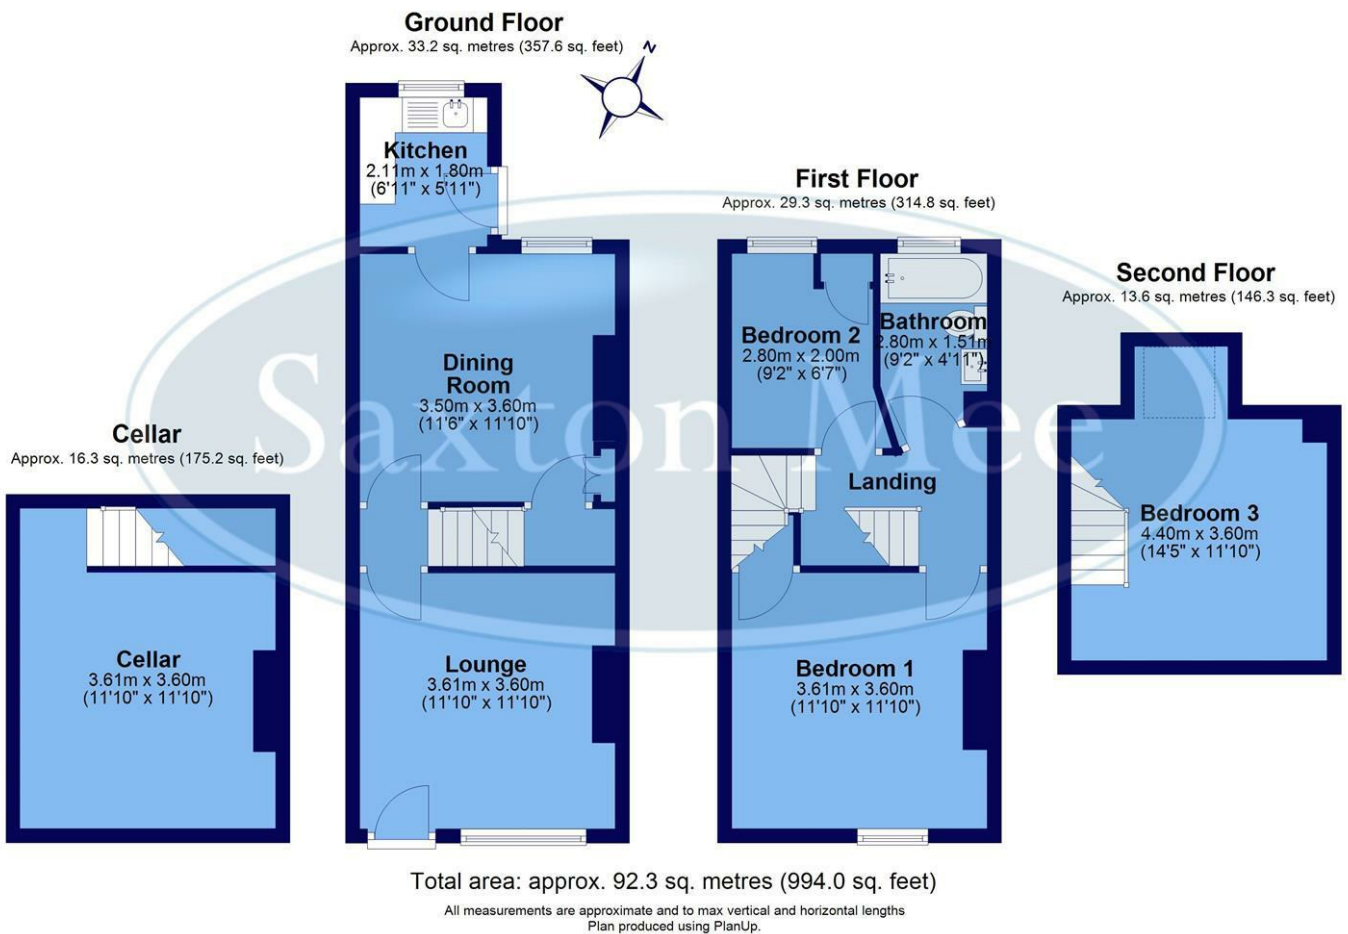 Ground Floor
Approx. 33.2 sq. metres (357.6 sq. feet)
N
Kitchen
2.11m x 1.80m
(6'11" x 5'11")
Dining
Room
3.50m x 3.60m
(11'6" x 11'10")
Lounge
3.61m x 3.60m
(11'10" x 11'10")
First Floor
Approx. 29.3 sq. metres (314.8 sq. feet)
Bedroom 2
2.80m x 2.00m
(9'2" x 6'7")
Bathroom
2.80m x 1.51m
(9'2" x 4'11")
Landing
Bedroom 1
3.61m x 3.60m
(11'10" x 11'10")
Second Floor
Approx. 13.6 sq. metres (146.3 sq. feet)
Bedroom 3
4.40m x 3.60m
(14'5" x 11'10")
Cellar
Approx. 16.3 sq. metres (175.2 sq. feet)
Cellar
3.61m x 3.60m
(11'10" x 11'10")
Saxton Mee
Total area: approx. 92.3 sq. metres (994.0 sq. feet)
All measurements are approximate and to max vertical and horizontal lengths
Plan produced using PlanUp.